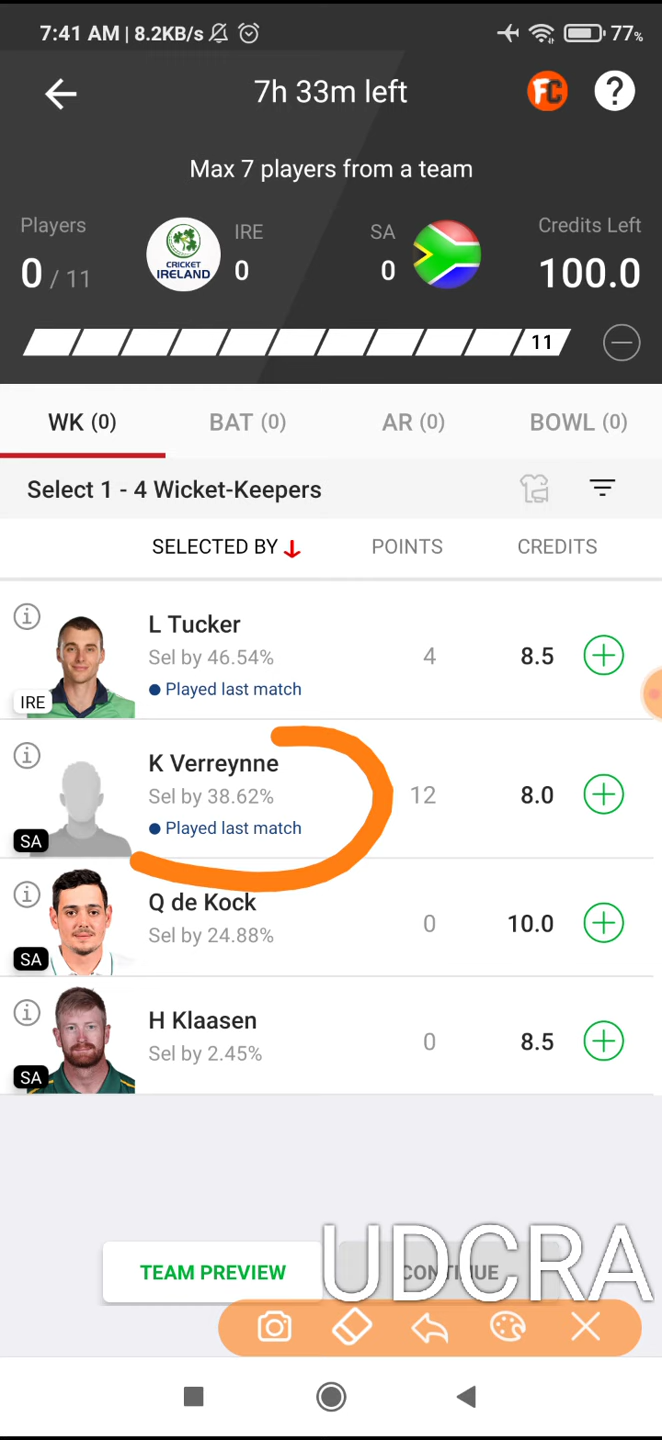 7:41 AM | 8.2KB/s
77%
7h 33m left
FC
?
Max 7 players from a team
Players
0 / 11
CRICKET
IRELAND
IRE
0
SA
0
Credits Left
100.0
11
WK (0)
BAT (0)
AR (0)
BOWL (0)
Select 1 - 4 Wicket-Keepers
SELECTED BY
POINTS
CREDITS
L Tucker
Sel by 46.54%
Played last match
IRE
4
8.5
K Verreynne
Sel by 38.62%
Played last match
SA
12
8.0
Q de Kock
Sel by 24.88%
SA
0
10.0
H Klaasen
Sel by 2.45%
SA
0
8.5
TEAM PREVIEW
CONTINUE
UDCRA